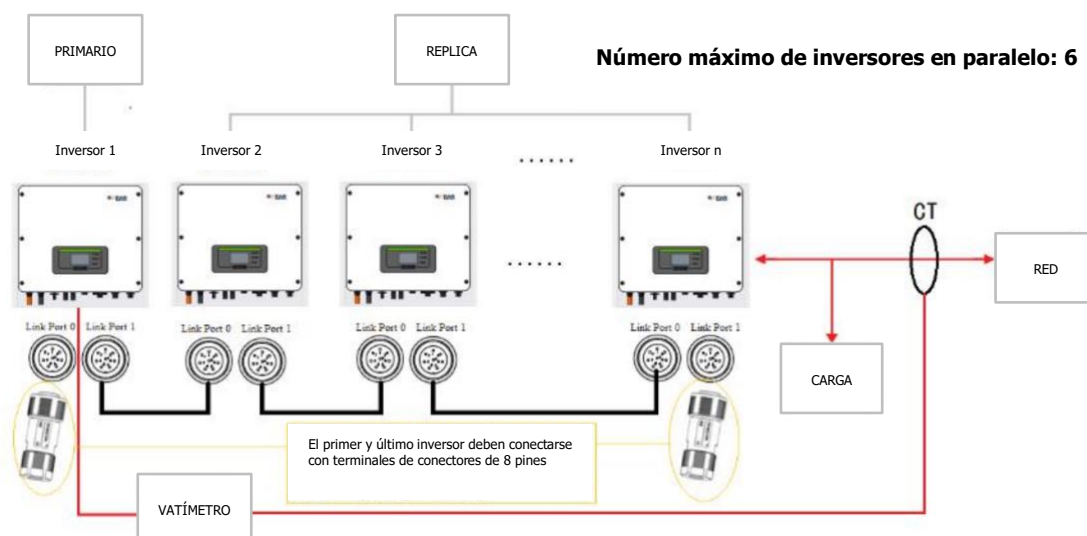 PRIMARIO
REPLICA
Número máximo de inversores en paralelo: 6
Inversor 1
Inversor 2
Inversor 3
......
Inversor n
......
CT
RED
Link Port 0
Link Port 1
Link Port 0
Link Port 1
Link Port 0
Link Port 1
Link Port 0
Link Port 1
CARGA
El primer y último inversor deben conectarse
con terminales de conectores de 8 pines
VATÍMETRO